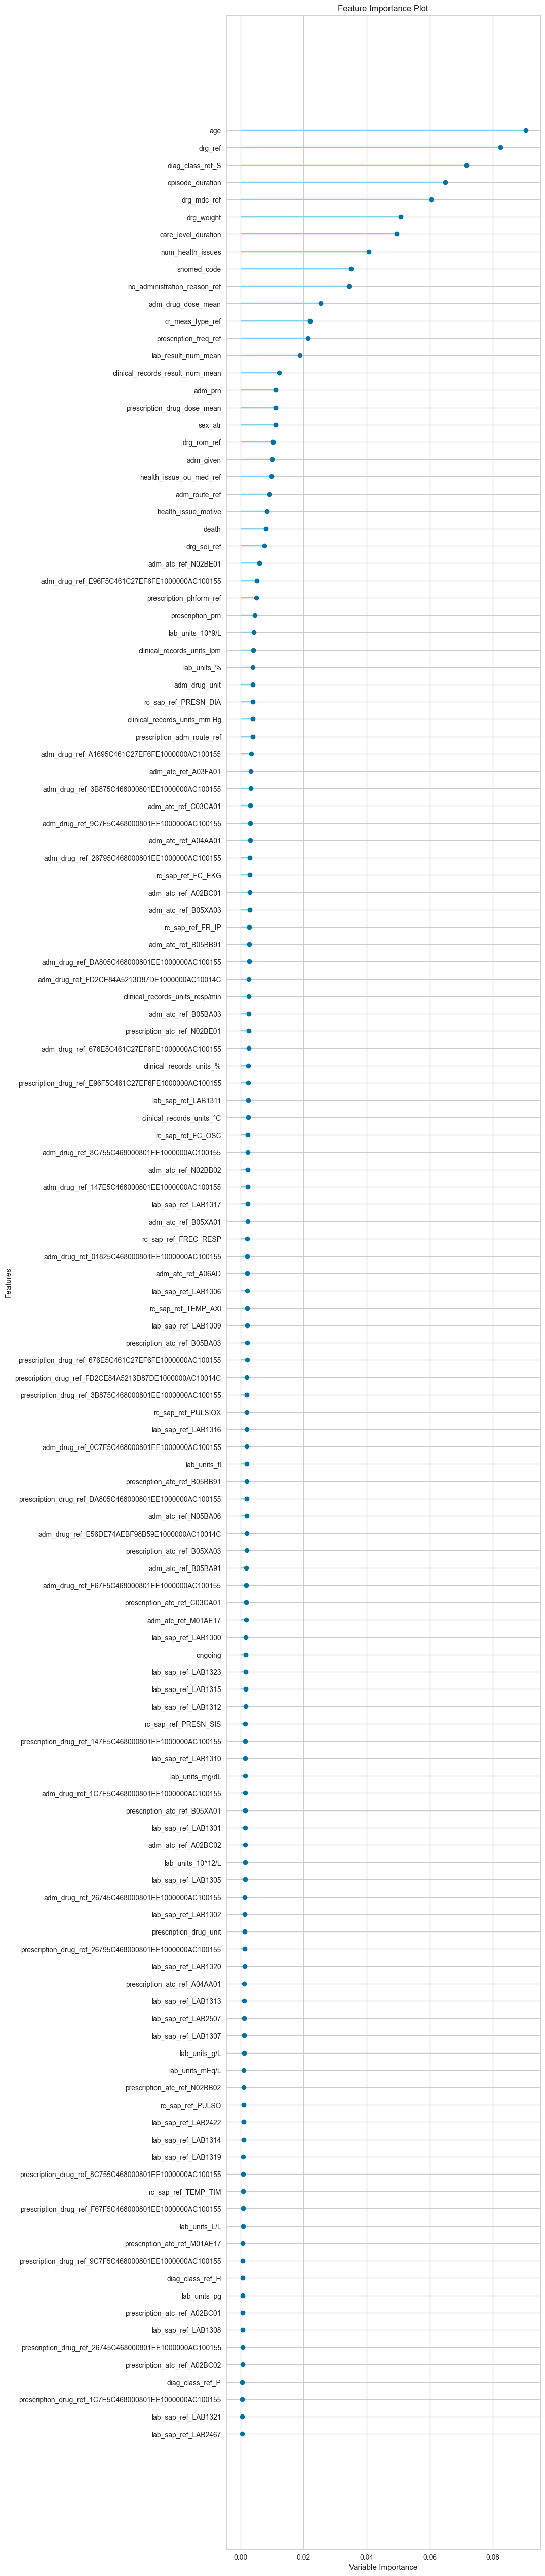 Feature Importance Plot
age
drg_ref
diag_class_ref_S
episode_duration
drg_mdc_ref
drg_weight
care_level_duration
num_health_issues
snomed_code
no_administration_reason_ref
adm_drug_dose_mean
cr_meas_type_ref
prescription_freq_ref
lab_result_num_mean
clinical_records_result_num_mean
adm_prn
prescription_drug_dose_mean
sex_atr
drg_rom_ref
adm_given
health_issue_ou_med_ref
adm_route_ref
health_issue_motive
death
drg_soi_ref
adm_atc_ref_N02BE01
adm_drug_ref_E96F5C461C27EF6FE1000000AC100155
prescription_phform_ref
prescription_prn
lab_units_10^9/L
clinical_records_units_lpm
lab_units_%
adm_drug_unit
rc_sap_ref_PRESN_DIA
clinical_records_units_mm Hg
prescription_adm_route_ref
adm_drug_ref_A1695C461C27EF6FE1000000AC100155
adm_atc_ref_A03FA01
adm_drug_ref_3B875C468000801EE1000000AC100155
adm_atc_ref_C03CA01
adm_drug_ref_9C7F5C468000801EE1000000AC100155
adm_atc_ref_A04AA01
adm_drug_ref_26795C468000801EE1000000AC100155
rc_sap_ref_FC_EKG
adm_atc_ref_A02BC01
adm_atc_ref_B05XA03
rc_sap_ref_FR_IP
adm_atc_ref_B05BB91
adm_drug_ref_DA805C468000801EE1000000AC100155
adm_drug_ref_FD2CE84A5213D87DE1000000AC10014C
clinical_records_units_resp/min
adm_atc_ref_B05BA03
prescription_atc_ref_N02BE01
adm_drug_ref_676E5C461C27EF6FE1000000AC100155
clinical_records_units_%
prescription_drug_ref_E96F5C461C27EF6FE1000000AC100155
lab_sap_ref_LAB1311
clinical_records_units_°C
rc_sap_ref_FC_OSC
adm_drug_ref_8C755C468000801EE1000000AC100155
adm_atc_ref_N02BB02
adm_drug_ref_147E5C468000801EE1000000AC100155
lab_sap_ref_LAB1317
adm_atc_ref_B05XA01
rc_sap_ref_FREC_RESP
adm_drug_ref_01825C468000801EE1000000AC100155
adm_atc_ref_A06AD
lab_sap_ref_LAB1306
rc_sap_ref_TEMP_AXI
lab_sap_ref_LAB1309
prescription_atc_ref_B05BA03
prescription_drug_ref_676E5C461C27EF6FE1000000AC100155
prescription_drug_ref_FD2CE84A5213D87DE1000000AC10014C
prescription_drug_ref_3B875C468000801EE1000000AC100155
rc_sap_ref_PULSIOX
lab_sap_ref_LAB1316
adm_drug_ref_0C7F5C468000801EE1000000AC100155
lab_units_fl
prescription_atc_ref_B05BB91
prescription_drug_ref_DA805C468000801EE1000000AC100155
adm_atc_ref_N05BA06
adm_drug_ref_E56DE74AEBF98B59E1000000AC10014C
prescription_atc_ref_B05XA03
adm_atc_ref_B05BA91
adm_drug_ref_F67F5C468000801EE1000000AC100155
prescription_atc_ref_C03CA01
adm_atc_ref_M01AE17
lab_sap_ref_LAB1300
ongoing
lab_sap_ref_LAB1323
lab_sap_ref_LAB1315
lab_sap_ref_LAB1312
rc_sap_ref_PRESN_SIS
prescription_drug_ref_147E5C468000801EE1000000AC100155
lab_sap_ref_LAB1310
lab_units_mg/dL
adm_drug_ref_1C7E5C468000801EE1000000AC100155
prescription_atc_ref_B05XA01
lab_sap_ref_LAB1301
adm_atc_ref_A02BC02
lab_units_10^12/L
lab_sap_ref_LAB1305
adm_drug_ref_26745C468000801EE1000000AC100155
lab_sap_ref_LAB1302
prescription_drug_unit
prescription_drug_ref_26795C468000801EE1000000AC100155
lab_sap_ref_LAB1320
prescription_atc_ref_A04AA01
lab_sap_ref_LAB1313
lab_sap_ref_LAB2507
lab_sap_ref_LAB1307
lab_units_g/L
lab_units_mEq/L
prescription_atc_ref_N02BB02
rc_sap_ref_PULSO
lab_sap_ref_LAB2422
lab_sap_ref_LAB1314
lab_sap_ref_LAB1319
prescription_drug_ref_8C755C468000801EE1000000AC100155
rc_sap_ref_TEMP_TIM
prescription_drug_ref_F67F5C468000801EE1000000AC100155
lab_units_L/L
prescription_atc_ref_M01AE17
prescription_drug_ref_9C7F5C468000801EE1000000AC100155
diag_class_ref_H
lab_units_pg
prescription_atc_ref_A02BC01
lab_sap_ref_LAB1308
prescription_drug_ref_26745C468000801EE1000000AC100155
prescription_atc_ref_A02BC02
diag_class_ref_P
prescription_drug_ref_1C7E5C468000801EE1000000AC100155
lab_sap_ref_LAB1321
lab_sap_ref_LAB2467
Features
0.00 0.02 0.04 0.06 0.08
Variable Importance